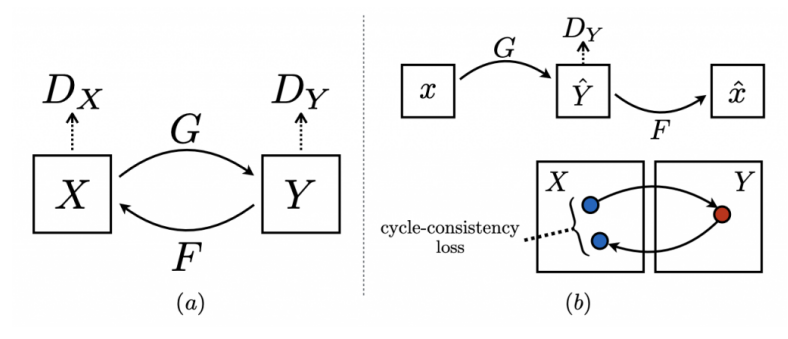 D_X
D_Y
G
X
Y
F
(a)
D_Y
G
x
Ŷ
x̂
F
X
Y
cycle-consistency
loss
(b)